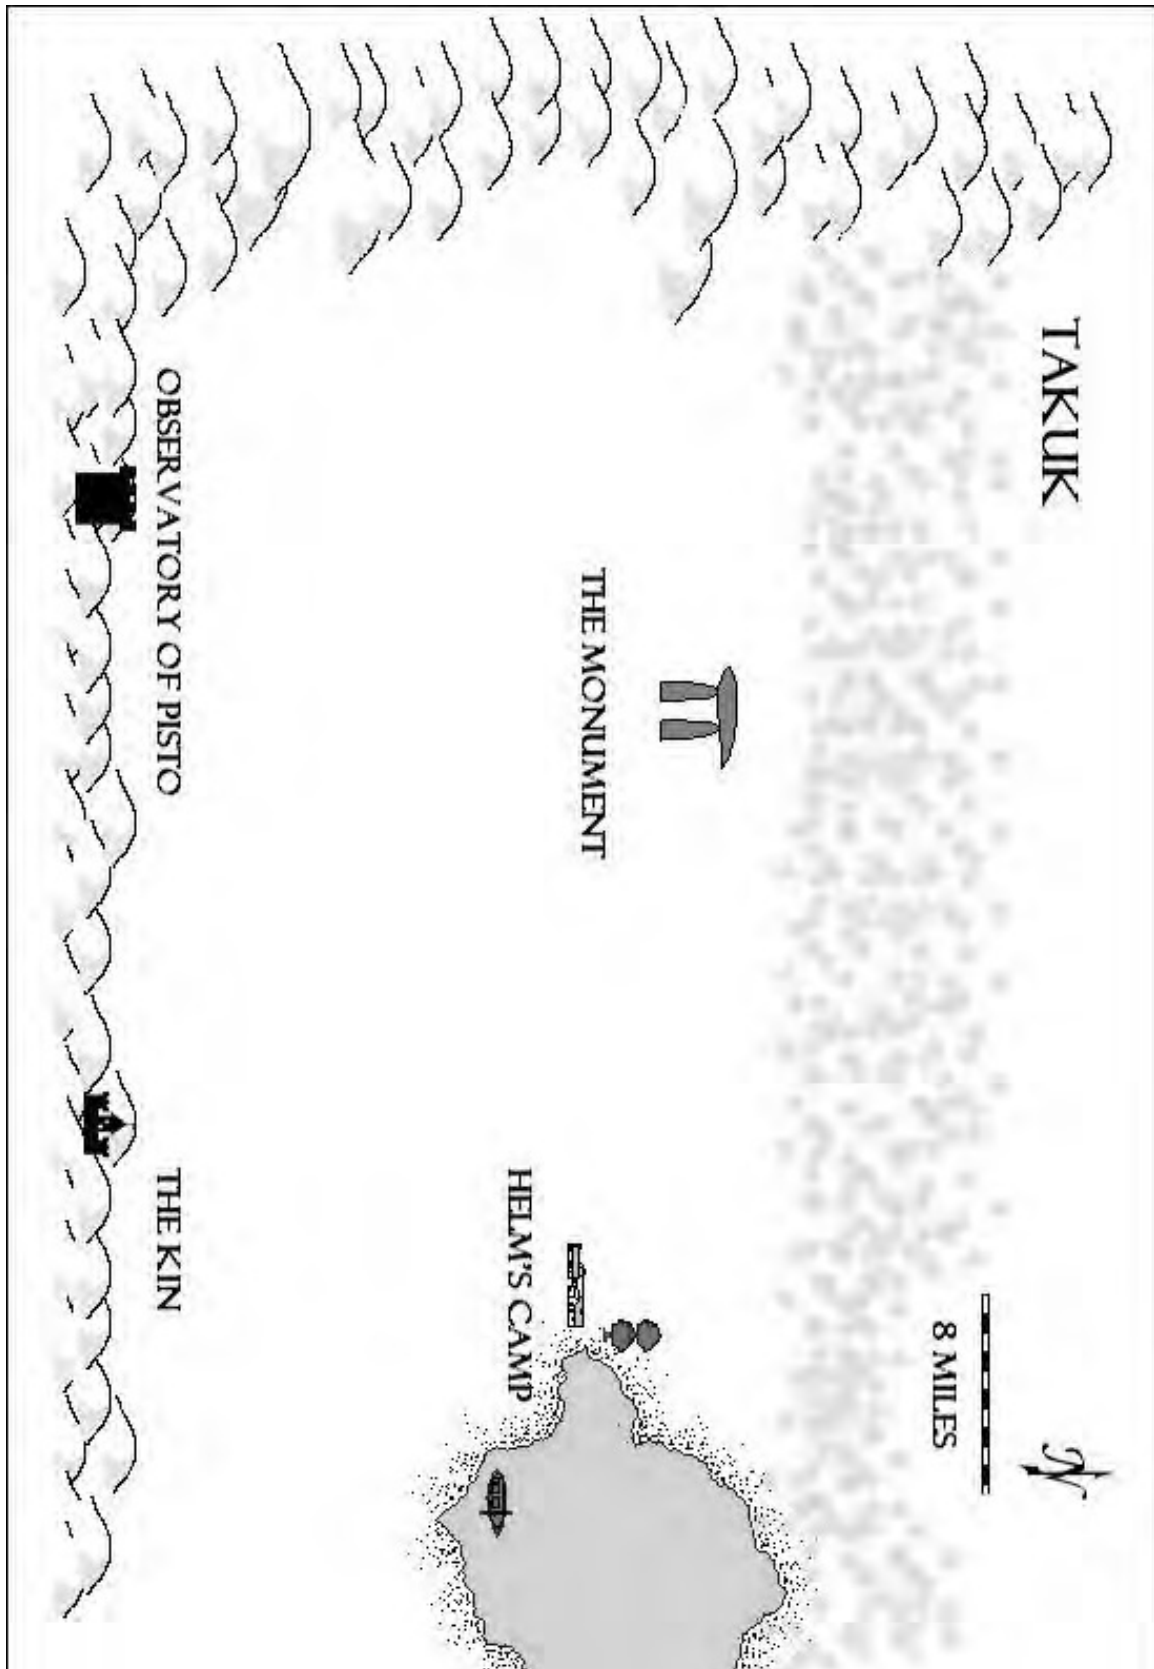 TAKUK
8 MILES
N
THE MONUMENT
HELM'S CAMP
OBSERVATORY OF PISTO
THE KIN